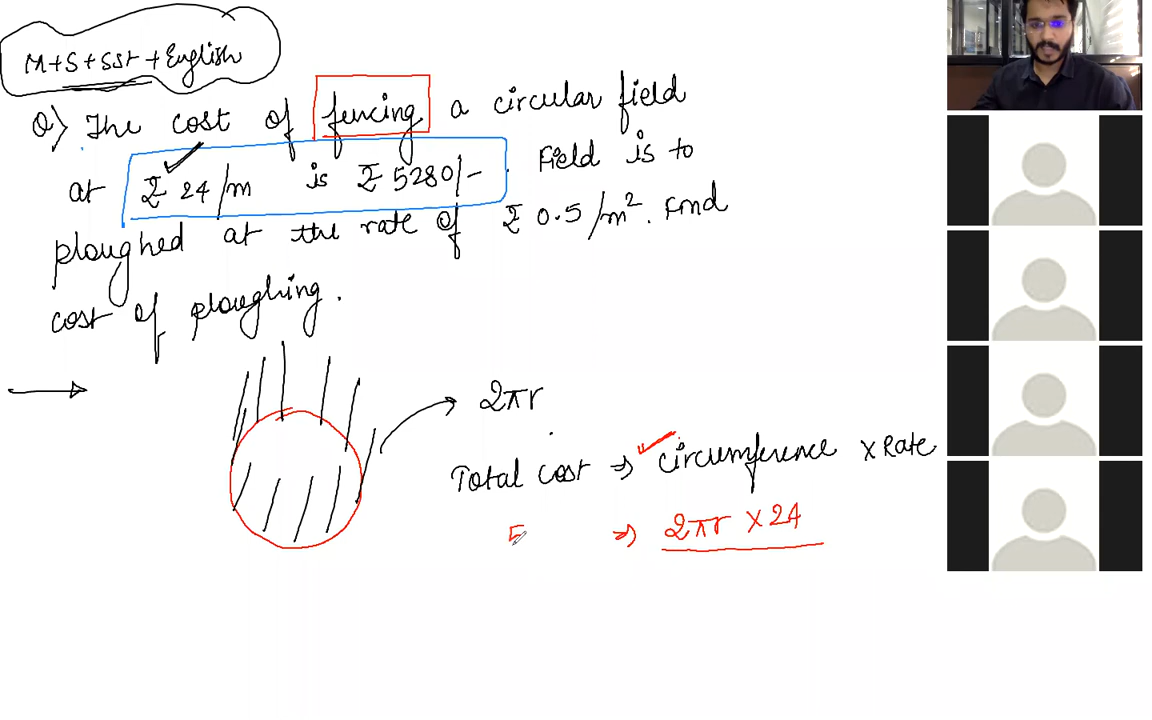 M+S+SST+English
Q) The cost of fencing a circular field
at ₹ 24/m is ₹ 5280/- . Field is to
ploughed at the rate of ₹ 0.5/m². Find
cost of ploughing.
2πr
Total cost ⇒ circumference x Rate
5 ⇒ 2πr x 24